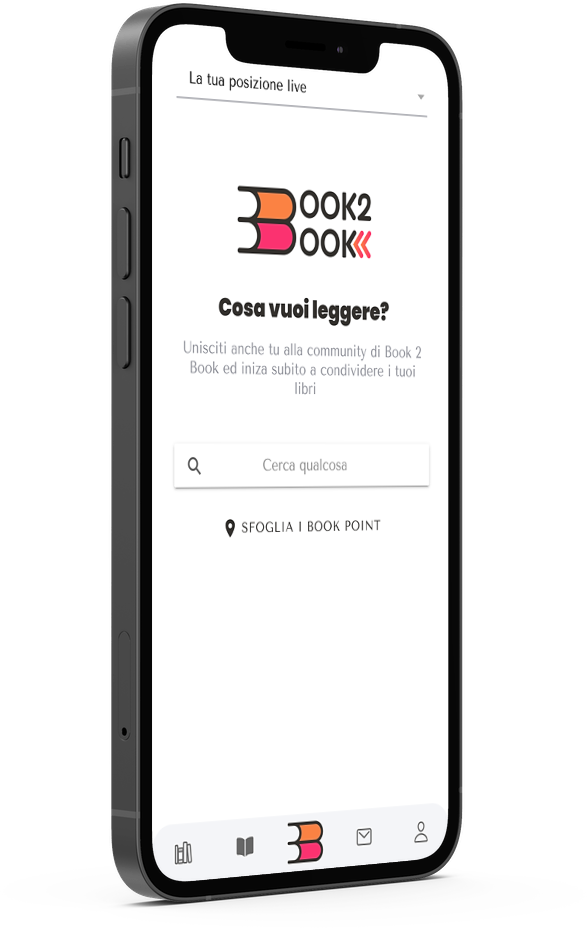 La tua posizione live
BOOK2
BOOK
Cosa vuoi leggere?
Unisciti anche tu alla community di Book 2
Book ed iniza subito a condividere i tuoi
libri
Cerca qualcosa
SFOGLIA I BOOK POINT